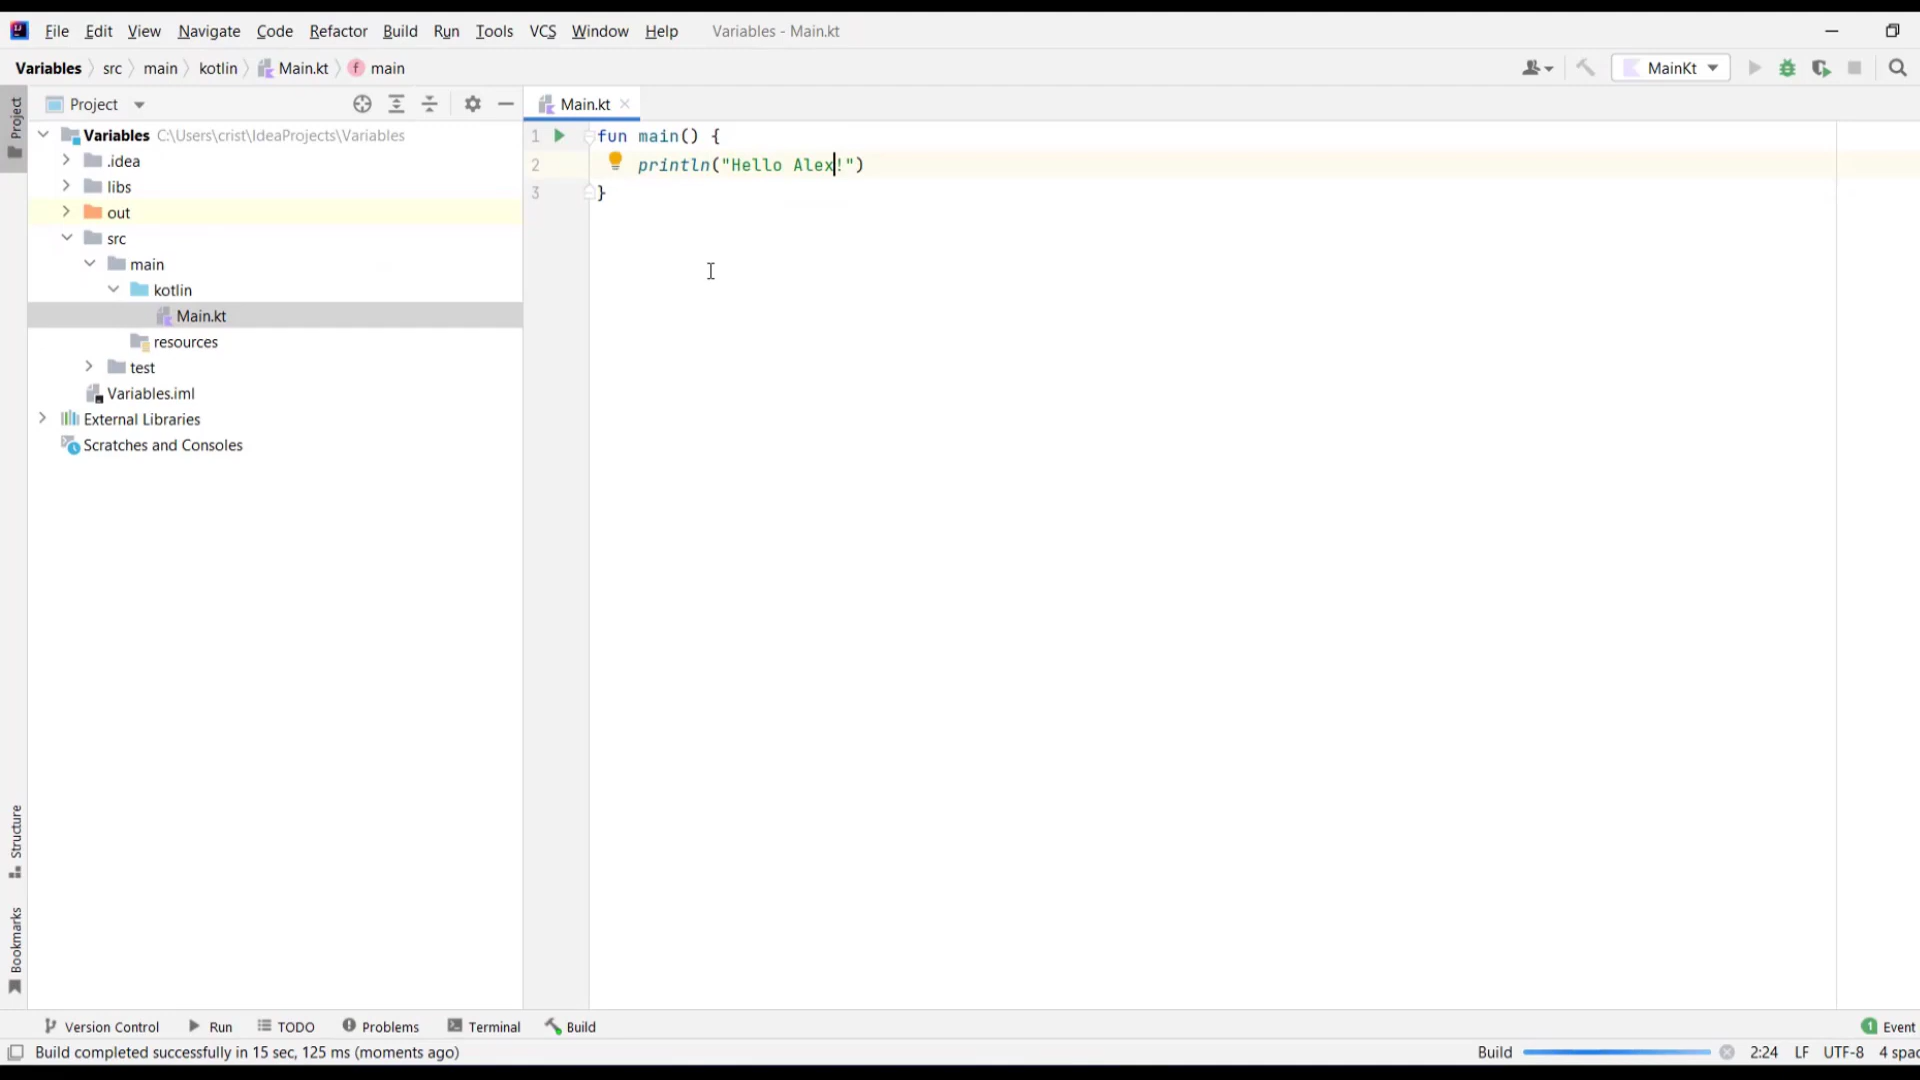 File Edit View Navigate Code Refactor Build Run Tools VCS Window Help Variables - Main.kt
Variables src main kotlin Main.kt f main MainKt
Project Main.kt
Project
Variables C:\Users\crist\IdeaProjects\Variables
.idea
libs
out
src
main
kotlin
Main.kt
resources
test
Variables.iml
External Libraries
Scratches and Consoles
1 fun main() {
2 println("Hello Alex!")
3 }
Structure
Bookmarks
Version Control Run TODO Problems Terminal Build 1 Event
Build completed successfully in 15 sec, 125 ms (moments ago) Build 2:24 LF UTF-8 4 spac